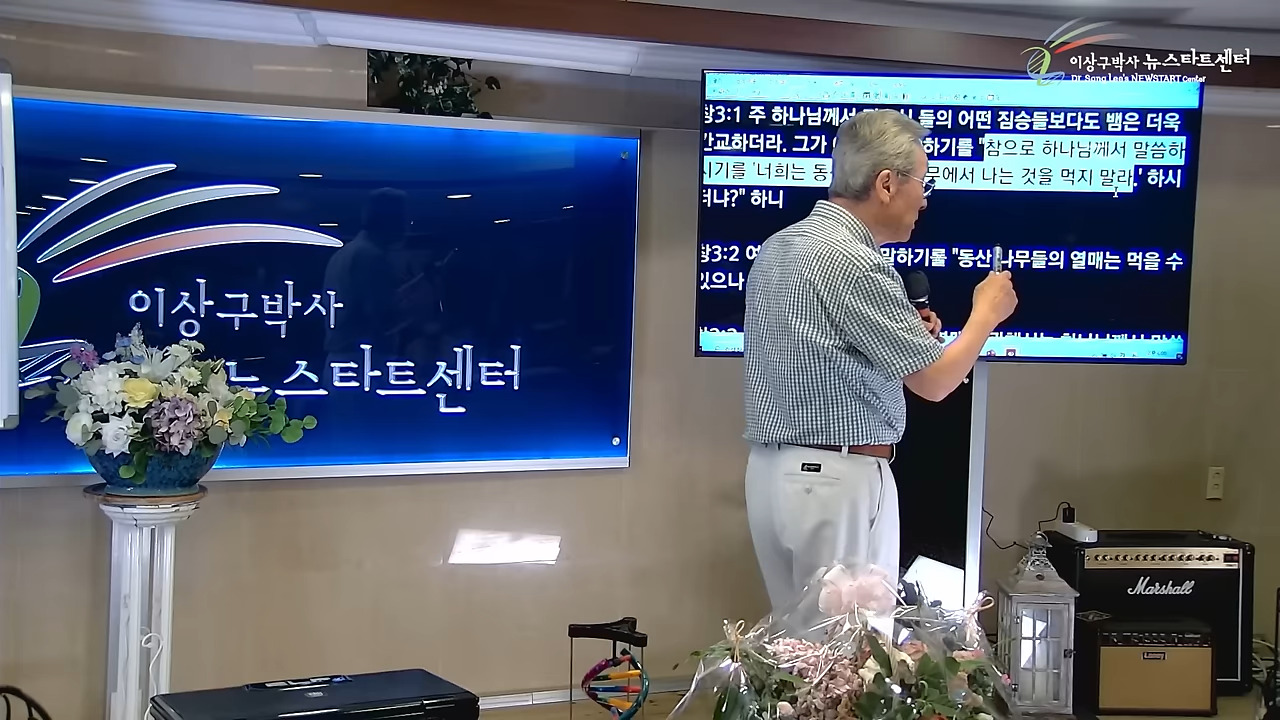 이상구박사 뉴스타트센터
Dr. Sang Lee's NEWSTART Center
이상구박사
뉴스타트센터
창3:1 주 하나님께서 들의 어떤 짐승들보다도 뱀은 더욱
간교하더라. 그가 하기를 "참으로 하나님께서 말씀하
시기를 '너희는 동산 나무에서 나는 것을 먹지 말라.' 하시
더냐?" 하니
창3:2 말하기를 "동산 나무들의 열매는 먹을 수
있으나
Marshall
Laney